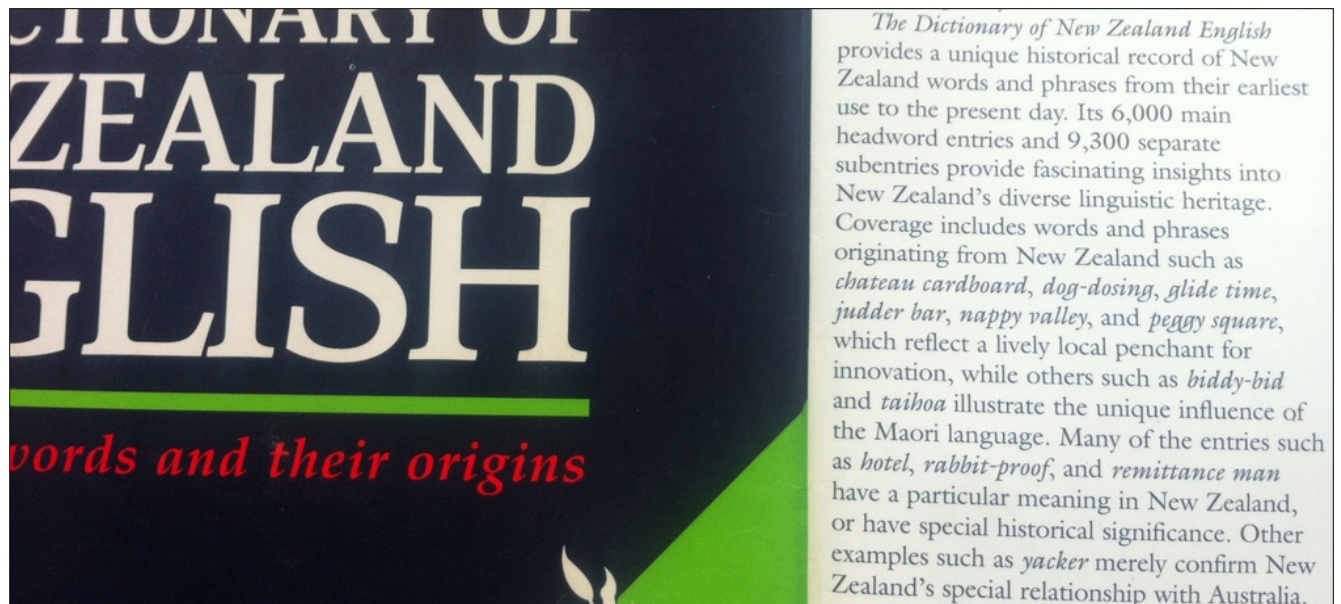 CTIONARY OF
ZEALAND
GLISH
words and their origins
The Dictionary of New Zealand English
provides a unique historical record of New
Zealand words and phrases from their earliest
use to the present day. Its 6,000 main
headword entries and 9,300 separate
subentries provide fascinating insights into
New Zealand's diverse linguistic heritage.
Coverage includes words and phrases
originating from New Zealand such as
chateau cardboard, dog-dosing, glide time,
judder bar, nappy valley, and peggy square,
which reflect a lively local penchant for
innovation, while others such as biddy-bid
and taihoa illustrate the unique influence of
the Maori language. Many of the entries such
as hotel, rabbit-proof, and remittance man
have a particular meaning in New Zealand,
or have special historical significance. Other
examples such as yacker merely confirm New
Zealand's special relationship with Australia.